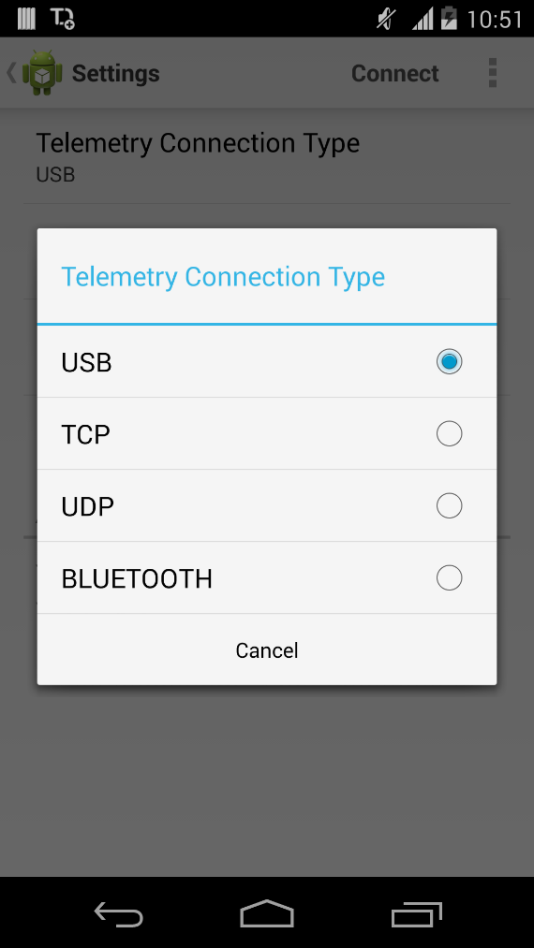 10:51
Settings
Connect
Telemetry Connection Type
USB
Telemetry Connection Type
USB
TCP
UDP
BLUETOOTH
Cancel